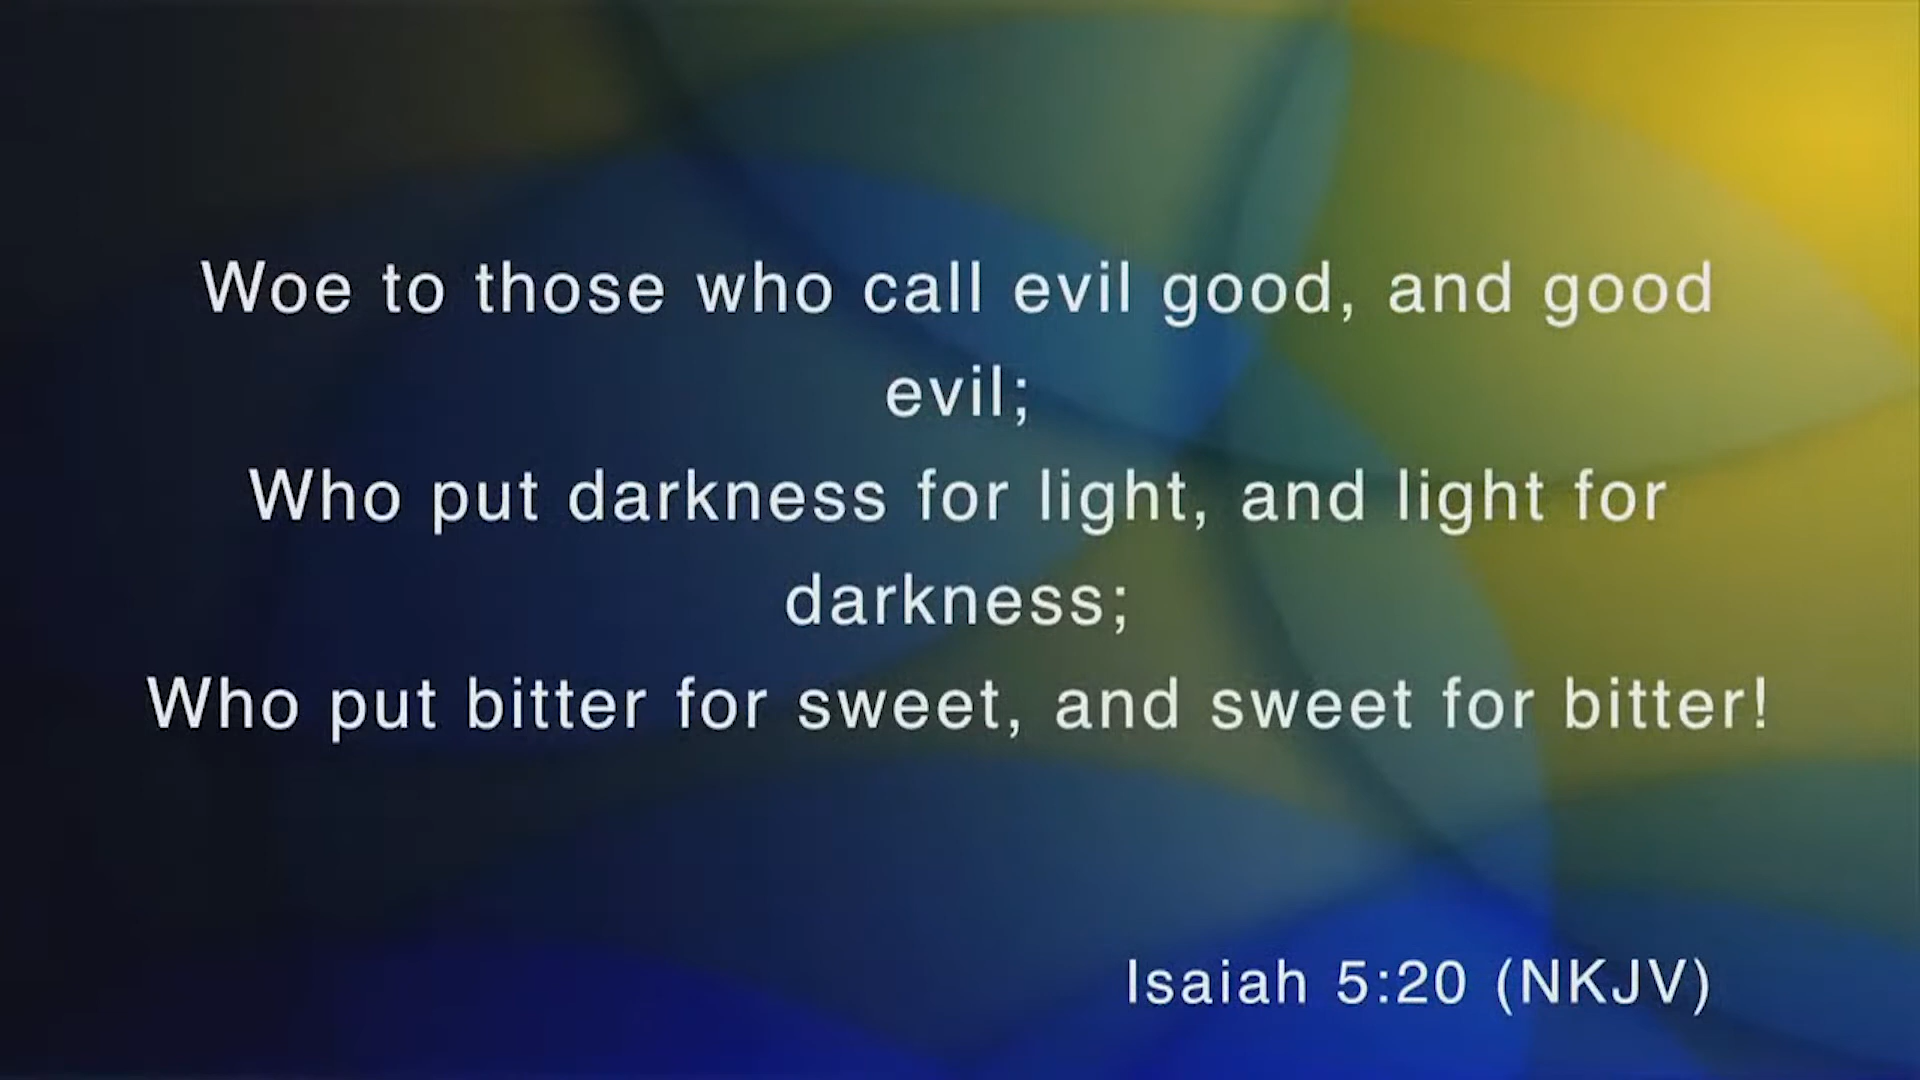 Woe to those who call evil good, and good
evil;
Who put darkness for light, and light for
darkness;
Who put bitter for sweet, and sweet for bitter!
Isaiah 5:20 (NKJV)